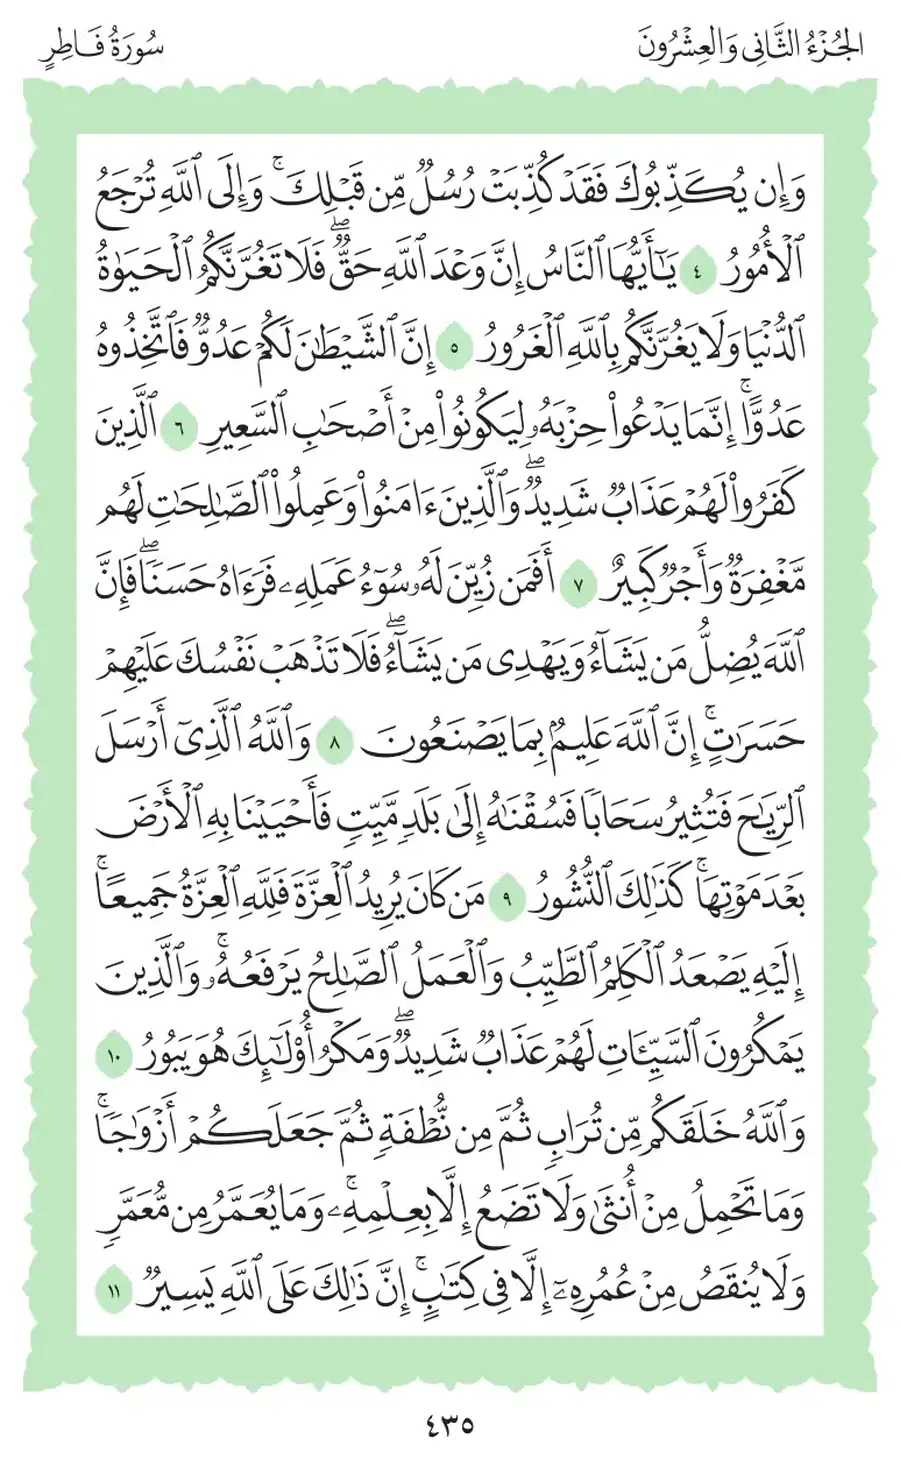 الجُزْءُ الثَّانِي وَالعِشْرُونَ
سُورَةُ فَاطِرٍ
وَإِن يُكَذِّبُوكَ فَقَدْ كُذِّبَتْ رُسُلٌ مِّن قَبْلِكَۚ وَإِلَى ٱللَّهِ تُرْجَعُ
ٱلْأُمُورُ ٤ يَـٰٓأَيُّهَا ٱلنَّاسُ إِنَّ وَعْدَ ٱللَّهِ حَقٌّۖ فَلَا تَغُرَّنَّكُمُ ٱلْحَيَوٰةُ
ٱلدُّنْيَا وَلَا يَغُرَّنَّكُم بِٱللَّهِ ٱلْغَرُورُ ٥ إِنَّ ٱلشَّيْطَـٰنَ لَكُمْ عَدُوٌّ فَٱتَّخِذُوهُ
عَدُوًّاۚ إِنَّمَا يَدْعُوا۟ حِزْبَهُۥ لِيَكُونُوا۟ مِنْ أَصْحَـٰبِ ٱلسَّعِيرِ ٦ ٱلَّذِينَ
كَفَرُوا۟ لَهُمْ عَذَابٌ شَدِيدٌۖ وَٱلَّذِينَ ءَامَنُوا۟ وَعَمِلُوا۟ ٱلصَّـٰلِحَـٰتِ لَهُم
مَّغْفِرَةٌ وَأَجْرٌ كَبِيرٌ ٧ أَفَمَن زُيِّنَ لَهُۥ سُوٓءُ عَمَلِهِۦ فَرَءَاهُ حَسَنًاۖ فَإِنَّ
ٱللَّهَ يُضِلُّ مَن يَشَآءُ وَيَهْدِى مَن يَشَآءُۖ فَلَا تَذْهَبْ نَفْسُكَ عَلَيْهِمْ
حَسَرَٰتٍۚ إِنَّ ٱللَّهَ عَلِيمٌۢ بِمَا يَصْنَعُونَ ٨ وَٱللَّهُ ٱلَّذِىٓ أَرْسَلَ
ٱلرِّيَـٰحَ فَتُثِيرُ سَحَابًا فَسُقْنَـٰهُ إِلَىٰ بَلَدٍ مَّيِّتٍ فَأَحْيَيْنَا بِهِ ٱلْأَرْضَ
بَعْدَ مَوْتِهَاۚ كَذَٰلِكَ ٱلنُّشُورُ ٩ مَن كَانَ يُرِيدُ ٱلْعِزَّةَ فَلِلَّهِ ٱلْعِزَّةُ جَمِيعًاۚ
إِلَيْهِ يَصْعَدُ ٱلْكَلِمُ ٱلطَّيِّبُ وَٱلْعَمَلُ ٱلصَّـٰلِحُ يَرْفَعُهُۥۚ وَٱلَّذِينَ
يَمْكُرُونَ ٱلسَّيِّـَٔاتِ لَهُمْ عَذَابٌ شَدِيدٌۖ وَمَكْرُ أُو۟لَـٰٓئِكَ هُوَ يَبُورُ ١٠
وَٱللَّهُ خَلَقَكُم مِّن تُرَابٍ ثُمَّ مِن نُّطْفَةٍ ثُمَّ جَعَلَكُمْ أَزْوَٰجًاۚ
وَمَا تَحْمِلُ مِنْ أُنثَىٰ وَلَا تَضَعُ إِلَّا بِعِلْمِهِۦۚ وَمَا يُعَمَّرُ مِن مُّعَمَّرٍ
وَلَا يُنقَصُ مِنْ عُمُرِهِۦٓ إِلَّا فِى كِتَـٰبٍۚ إِنَّ ذَٰلِكَ عَلَى ٱللَّهِ يَسِيرٌ ١١
٤٣٥